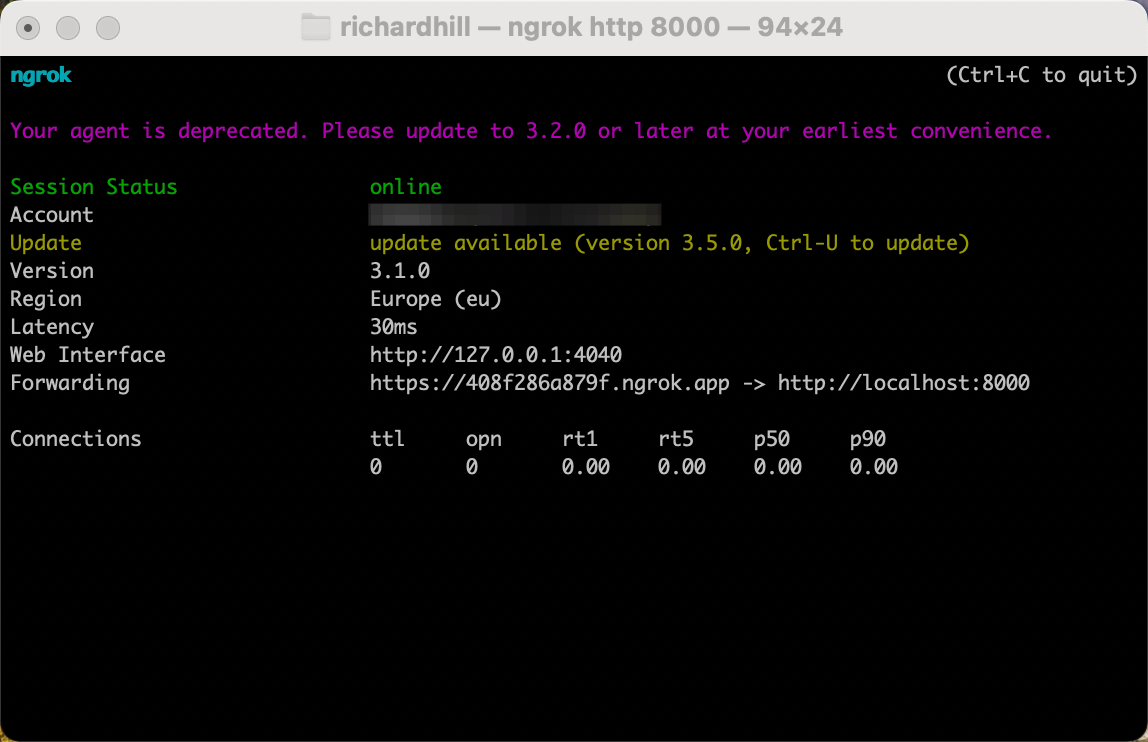 richardhill — ngrok http 8000 — 94×24
ngrok (Ctrl+C to quit)
Your agent is deprecated. Please update to 3.2.0 or later at your earliest convenience.
Session Status online
Account
Update update available (version 3.5.0, Ctrl-U to update)
Version 3.1.0
Region Europe (eu)
Latency 30ms
Web Interface http://127.0.0.1:4040
Forwarding https://408f286a879f.ngrok.app -> http://localhost:8000
Connections ttl opn rt1 rt5 p50 p90
0 0 0.00 0.00 0.00 0.00